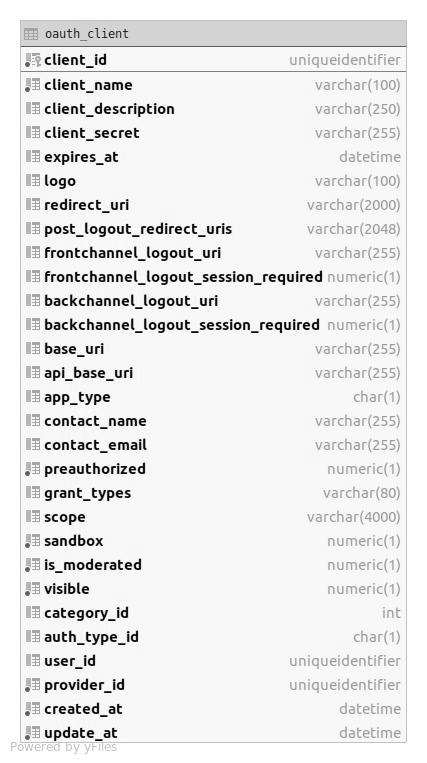 oauth_client
client_id uniqueidentifier
client_name varchar(100)
client_description varchar(250)
client_secret varchar(255)
expires_at datetime
logo varchar(100)
redirect_uri varchar(2000)
post_logout_redirect_uris varchar(2048)
frontchannel_logout_uri varchar(255)
frontchannel_logout_session_required numeric(1)
backchannel_logout_uri varchar(255)
backchannel_logout_session_required numeric(1)
base_uri varchar(255)
api_base_uri varchar(255)
app_type char(1)
contact_name varchar(255)
contact_email varchar(255)
preauthorized numeric(1)
grant_types varchar(80)
scope varchar(4000)
sandbox numeric(1)
is_moderated numeric(1)
visible numeric(1)
category_id int
auth_type_id char(1)
user_id uniqueidentifier
provider_id uniqueidentifier
created_at datetime
update_at datetime
Powered by yFiles